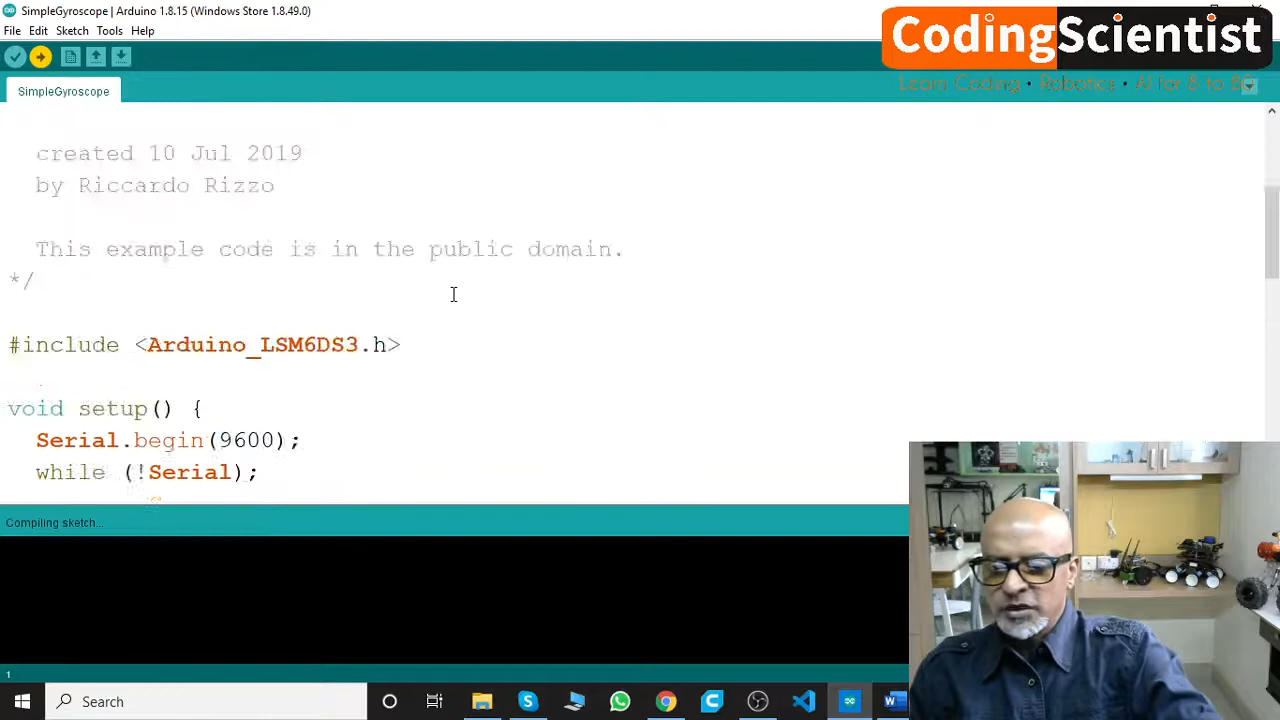 SimpleGyroscope | Arduino 1.8.15 (Windows Store 1.8.49.0)
File Edit Sketch Tools Help
CodingScientist
Learn Coding • Robotics • AI for 8 to 80
SimpleGyroscope
created 10 Jul 2019
by Riccardo Rizzo
This example code is in the public domain.
*/
#include <Arduino_LSM6DS3.h>
void setup() {
Serial.begin(9600);
while (!Serial);
Compiling sketch...
1
Search